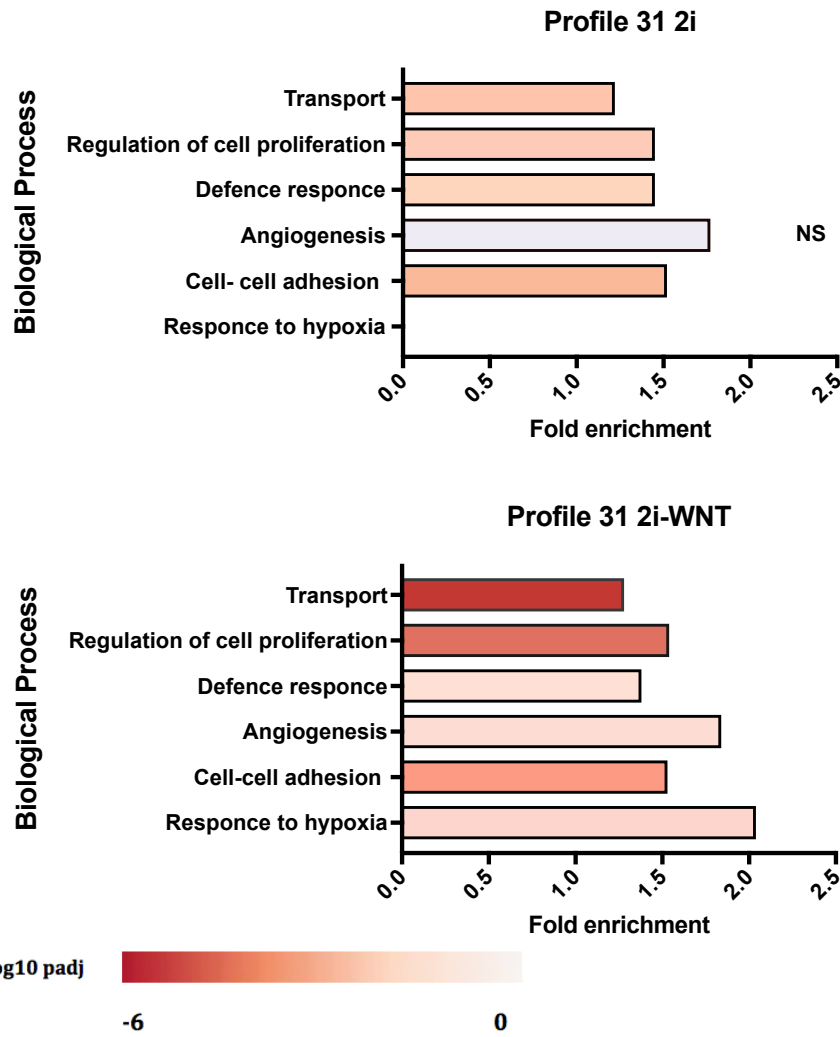 Profile 31 2i
Biological Process
Transport
Regulation of cell proliferation
Defence responce
Angiogenesis
NS
Cell- cell adhesion
Responce to hypoxia
0.0 0.5 1.0 1.5 2.0 2.5
Fold enrichment
Profile 31 2i-WNT
Biological Process
Transport
Regulation of cell proliferation
Defence responce
Angiogenesis
Cell-cell adhesion
Responce to hypoxia
0.0 0.5 1.0 1.5 2.0 2.5
Fold enrichment
og10 padj
-6 0